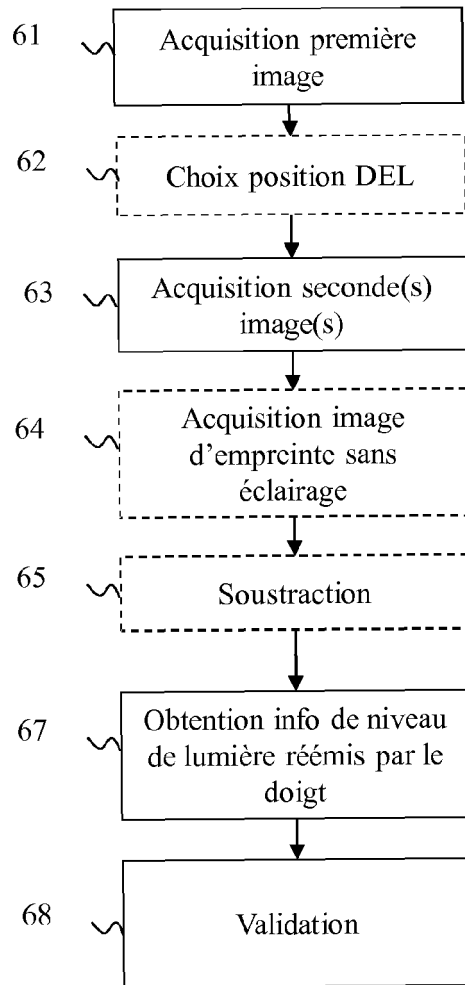 61
Acquisition première
image
62
Choix position DEL
63
Acquisition seconde(s)
image(s)
64
Acquisition image
d'empreinte sans
éclairage
65
Soustraction
67
Obtention info de niveau
de lumière réémis par le
doigt
68
Validation